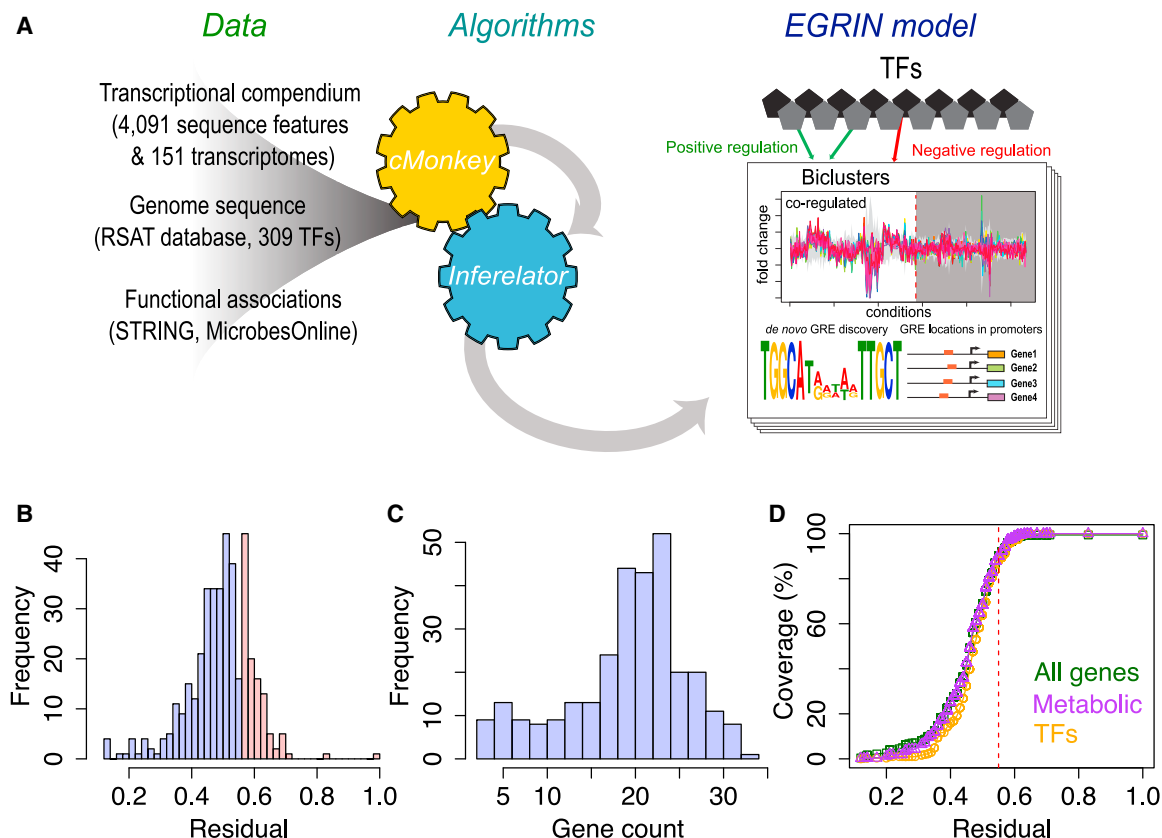 A
Data
Algorithms
EGRIN model
Transcriptional compendium
(4,091 sequence features
& 151 transcriptomes)
Genome sequence
(RSAT database, 309 TFs)
Functional associations
(STRING, MicrobesOnline)
cMonkey
Inferelator
TFs
Positive regulation
Negative regulation
Biclusters
co-regulated
fold change
conditions
de novo GRE discovery
GRE locations in promoters
TGGCATTGCT
Gene1
Gene2
Gene3
Gene4
B
Frequency
0 10 20 30 40
0.2 0.4 0.6 0.8 1.0
Residual
C
Frequency
0 10 20 30 50
5 10 20 30
Gene count
D
Coverage (%)
0 20 60 100
All genes
Metabolic
TFs
0.2 0.4 0.6 0.8 1.0
Residual